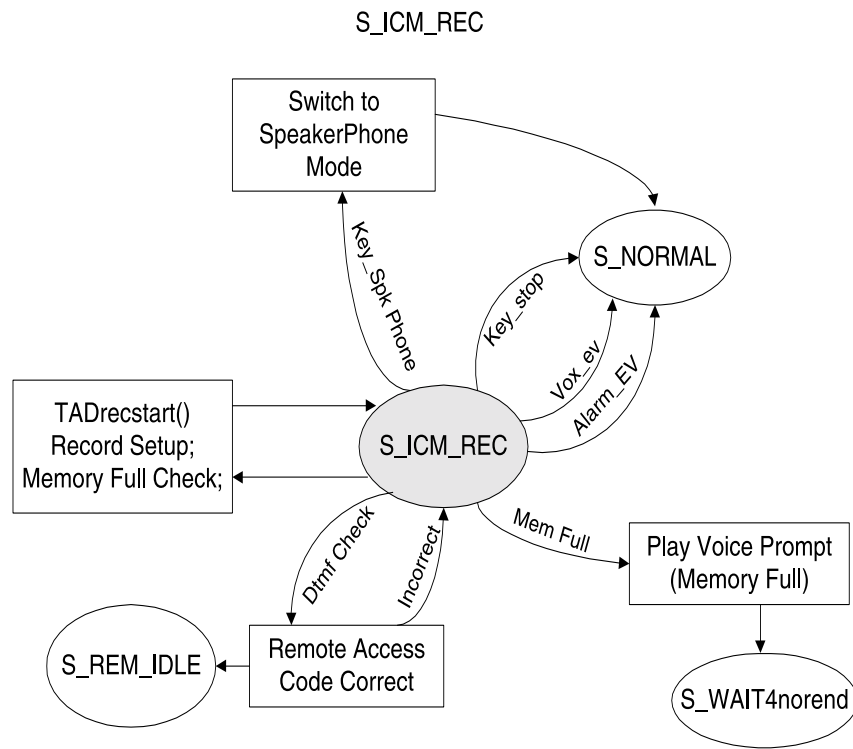 S_ICM_REC
Switch to
SpeakerPhone
Mode
S_NORMAL
Key_Spk Phone
Key_stop
Vox_ev
Alarm_EV
TADrecstart()
Record Setup;
Memory Full Check;
S_ICM_REC
Mem Full
Dtmf Check
Incorrect
Play Voice Prompt
(Memory Full)
Remote Access
Code Correct
S_REM_IDLE
S_WAIT4norend